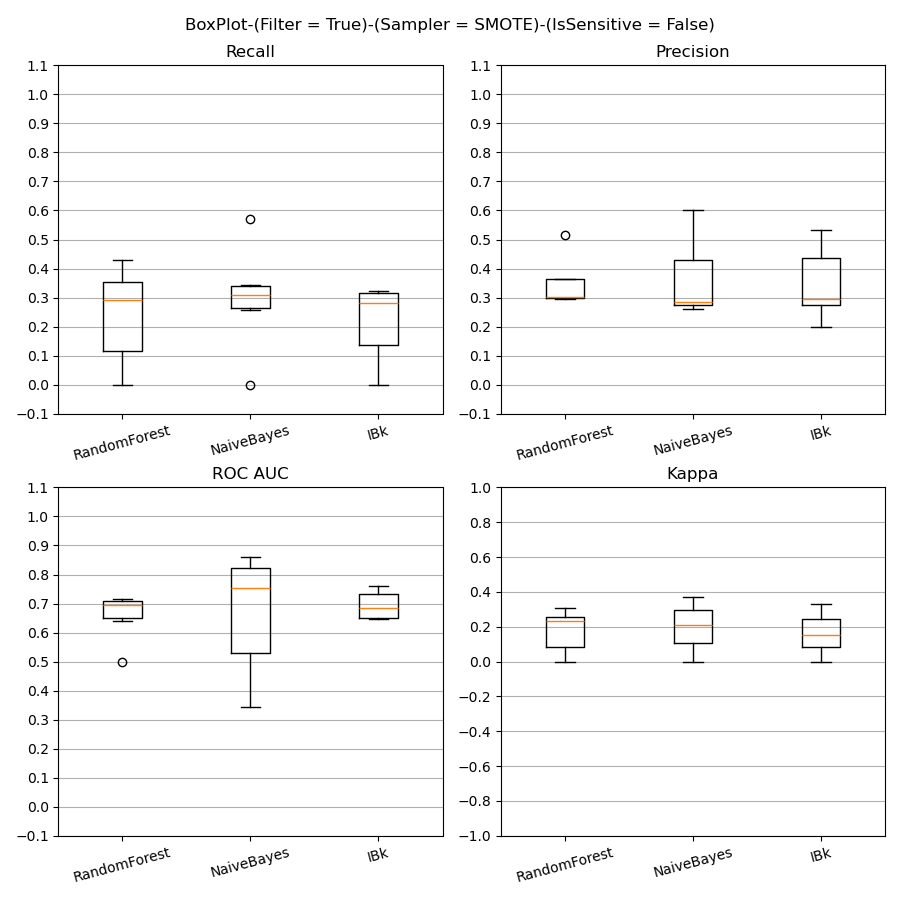 BoxPlot-(Filter = True)-(Sampler = SMOTE)-(IsSensitive = False)
Recall
1.1
1.0
0.9
0.8
0.7
0.6
0.5
0.4
0.3
0.2
0.1
0.0
−0.1
RandomForest
NaiveBayes
IBk
Precision
1.1
1.0
0.9
0.8
0.7
0.6
0.5
0.4
0.3
0.2
0.1
0.0
−0.1
RandomForest
NaiveBayes
IBk
ROC AUC
1.1
1.0
0.9
0.8
0.7
0.6
0.5
0.4
0.3
0.2
0.1
0.0
−0.1
RandomForest
NaiveBayes
IBk
Kappa
1.0
0.8
0.6
0.4
0.2
0.0
−0.2
−0.4
−0.6
−0.8
−1.0
RandomForest
NaiveBayes
IBk